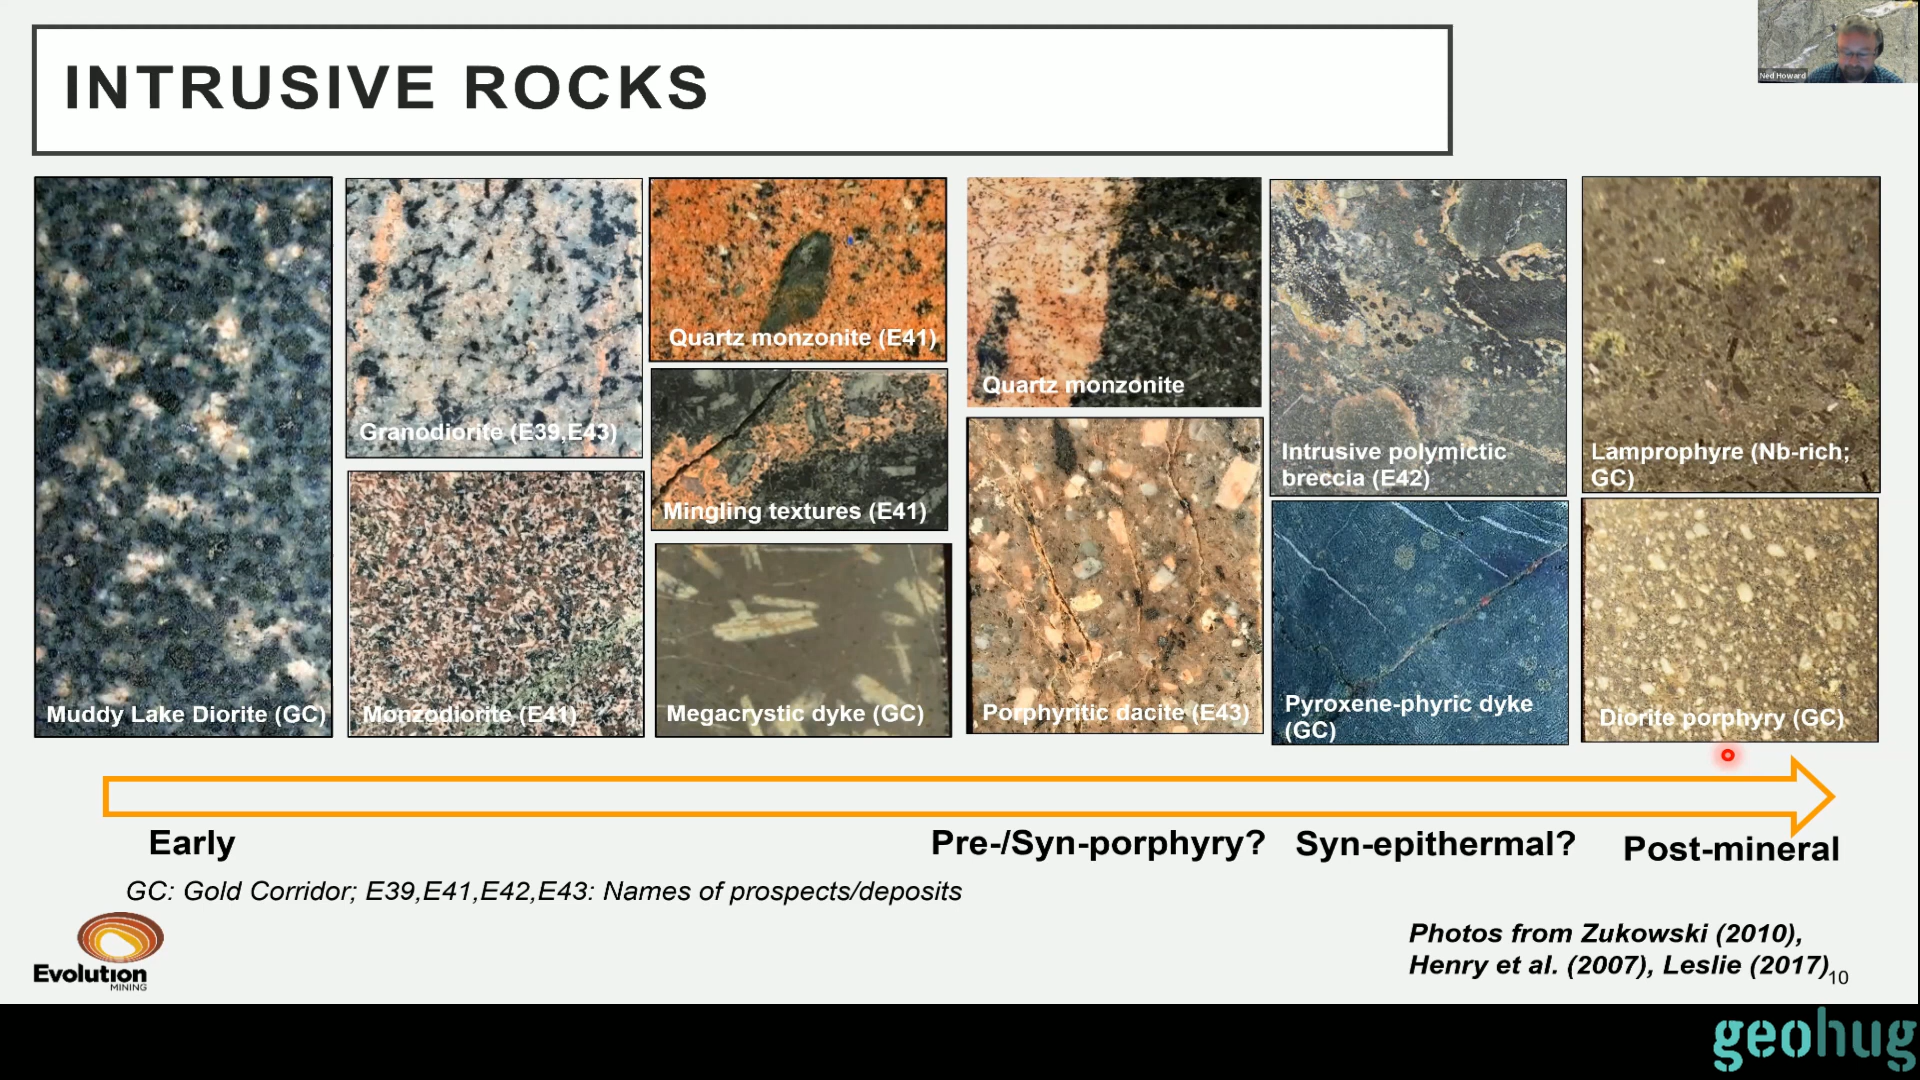 INTRUSIVE ROCKS
Ned Howard
Muddy Lake Diorite (GC)
Granodiorite (E39,E43)
Monzodiorite (E41)
Quartz monzonite (E41)
Mingling textures (E41)
Megacrystic dyke (GC)
Quartz monzonite
Porphyritic dacite (E43)
Intrusive polymictic
breccia (E42)
Pyroxene-phyric dyke
(GC)
Lamprophyre (Nb-rich;
GC)
Diorite porphyry (GC)
Early
Pre-/Syn-porphyry?
Syn-epithermal?
Post-mineral
GC: Gold Corridor; E39,E41,E42,E43: Names of prospects/deposits
Evolution
MINING
Photos from Zukowski (2010),
Henry et al. (2007), Leslie (2017)
10
geohug